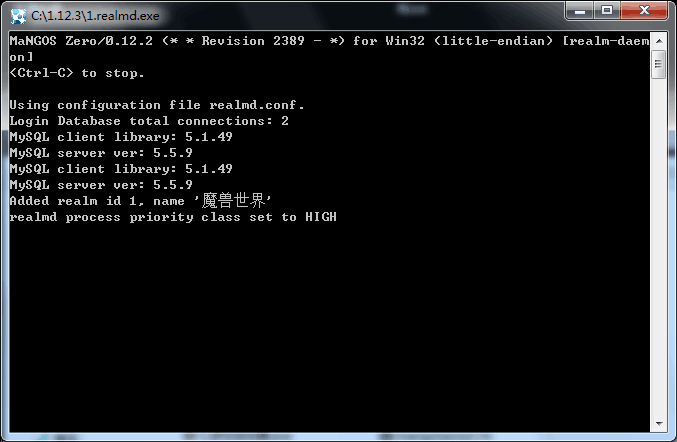 C:\1.12.3\1.realmd.exe
MaNGOS Zero/0.12.2 (* * Revision 2389 - *) for Win32 (little-endian) [realm-daem
on]
<Ctrl-C> to stop.
Using configuration file realmd.conf.
Login Database total connections: 2
MySQL client library: 5.1.49
MySQL server ver: 5.5.9
MySQL client library: 5.1.49
MySQL server ver: 5.5.9
Added realm id 1, name '魔兽世界'
realmd process priority class set to HIGH